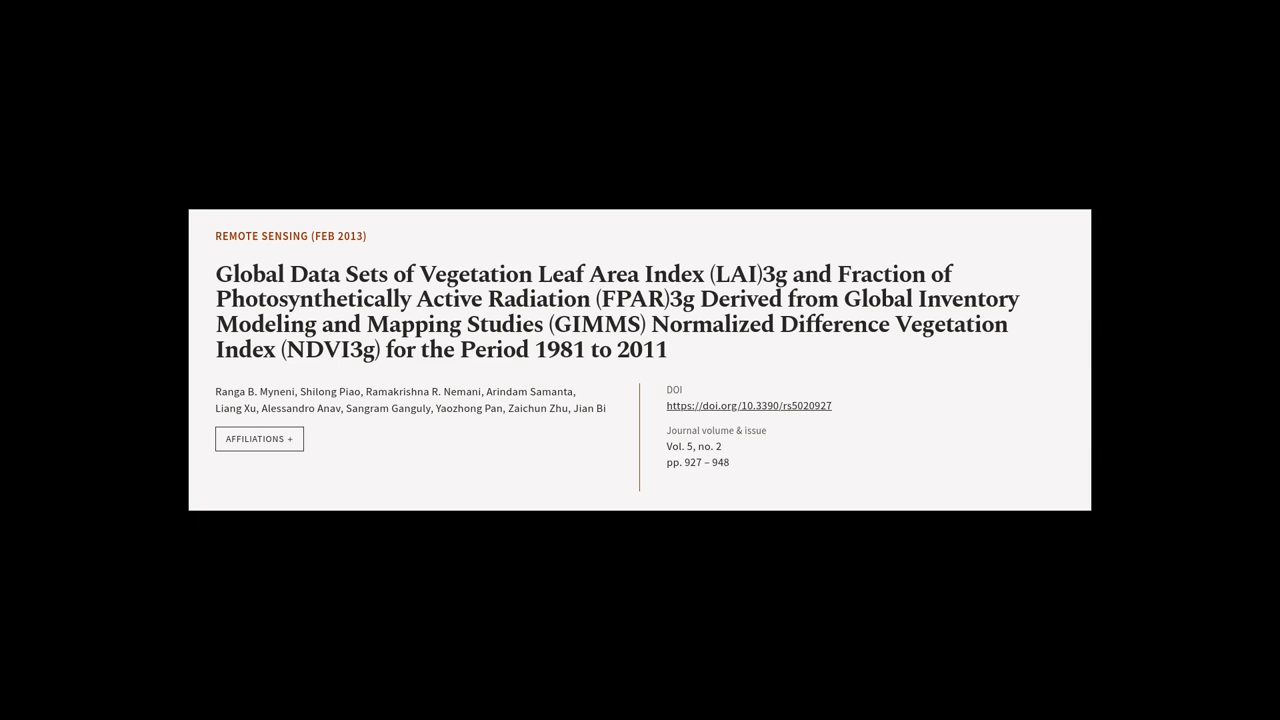 REMOTE SENSING (FEB 2013)
Global Data Sets of Vegetation Leaf Area Index (LAI)3g and Fraction of
Photosynthetically Active Radiation (FPAR)3g Derived from Global Inventory
Modeling and Mapping Studies (GIMMS) Normalized Difference Vegetation
Index (NDVI3g) for the Period 1981 to 2011
Ranga B. Myneni, Shilong Piao, Ramakrishna R. Nemani, Arindam Samanta,
Liang Xu, Alessandro Anav, Sangram Ganguly, Yaozhong Pan, Zaichun Zhu, Jian Bi
AFFILIATIONS +
DOI
https://doi.org/10.3390/rs5020927
Journal volume & issue
Vol. 5, no. 2
pp. 927 – 948